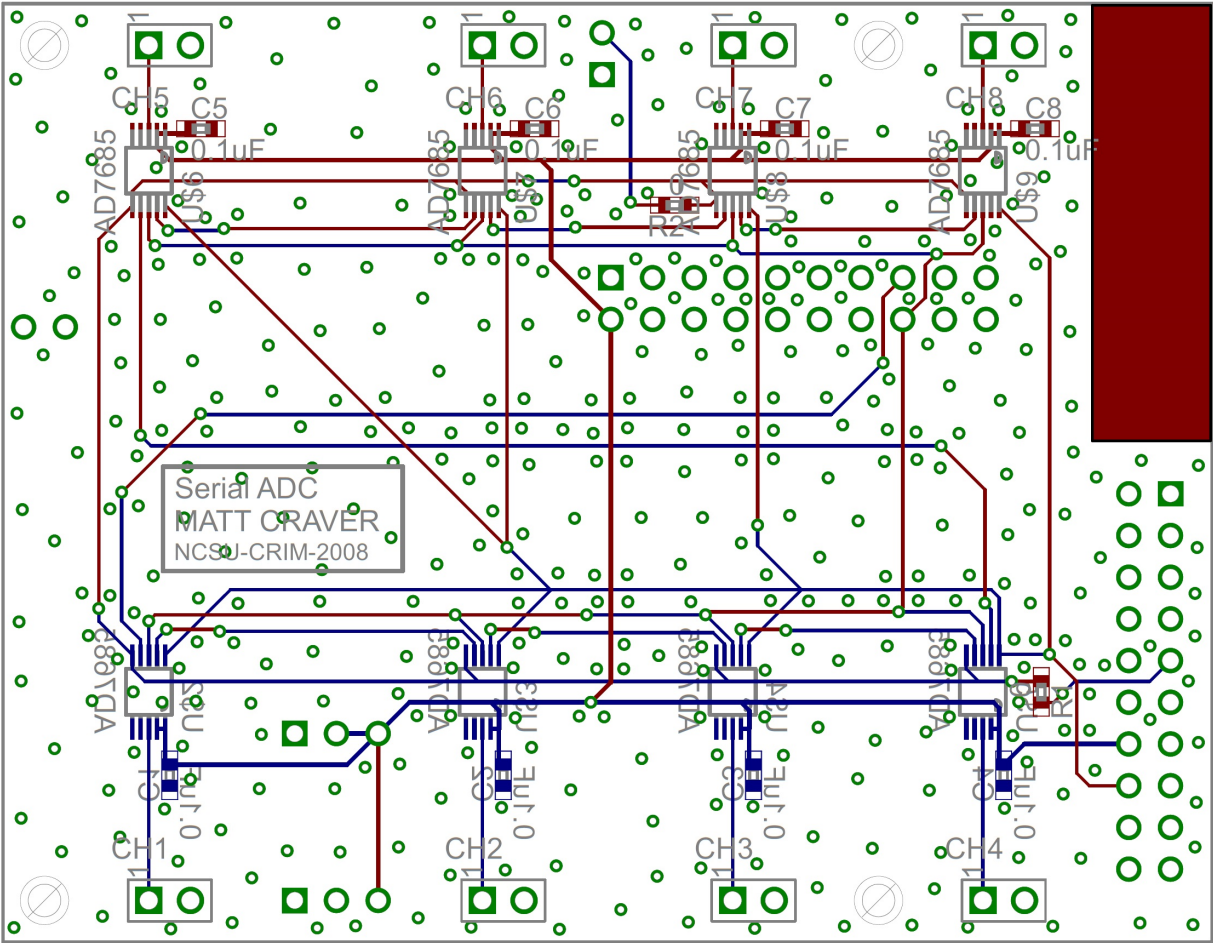 1
1
1
1
CH5
C5
CH6
C6
CH7
C7
CH8
C8
0.1uF
0.1uF
0.1uF
0.1uF
AD7685
U$6
AD7685
AD7685
U$8
AD7685
U$9
R2
Serial ADC
MATT CRAVER
NCSU-CRIM-2008
AD7685
U$2
AD7685
U$3
AD7685
U$4
AD7685
R1
C1
0.1uF
C2
0.1uF
C3
0.1uF
C4
0.1uF
CH1
CH2
CH3
CH4
1
1
1
1